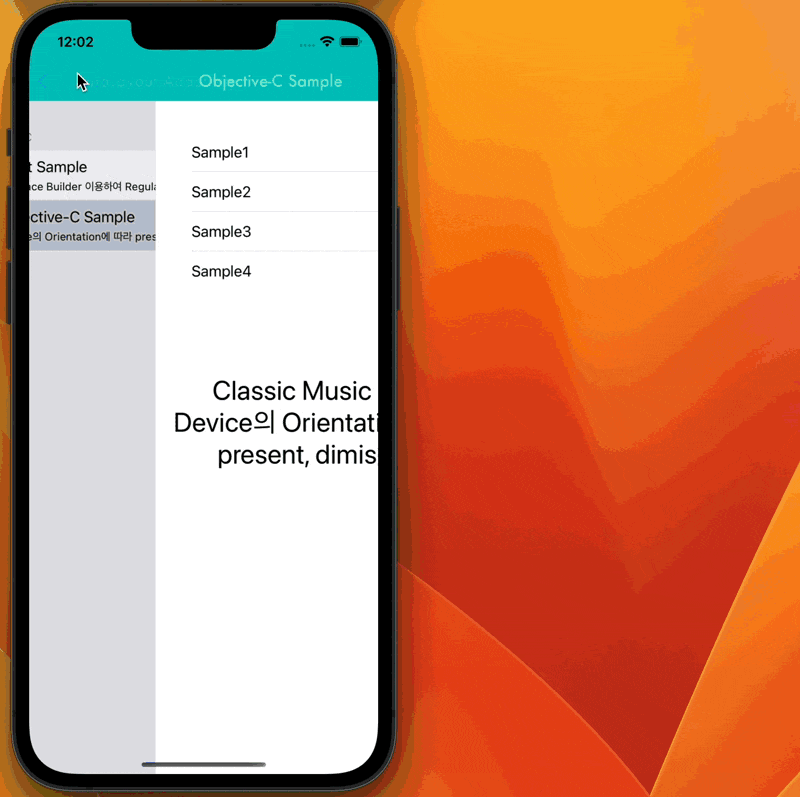 12:02
Objective-C Sample
t Sample
ace Builder 이용하여 Regula
ective-C Sample
e의 Orientation에 따라 pres
Sample1
Sample2
Sample3
Sample4
Classic Music
Device의 Orientati
present, dimis